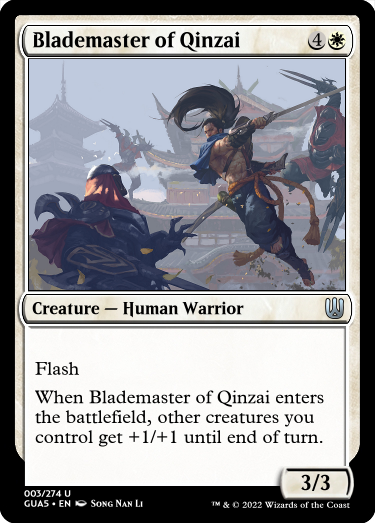 Blademaster of Qinzai 4
Creature — Human Warrior
Flash
When Blademaster of Qinzai enters
the battlefield, other creatures you
control get +1/+1 until end of turn.
3/3
003/274 U
GUA5 • EN SONG NAN LI
™ & © 2022 Wizards of the Coast